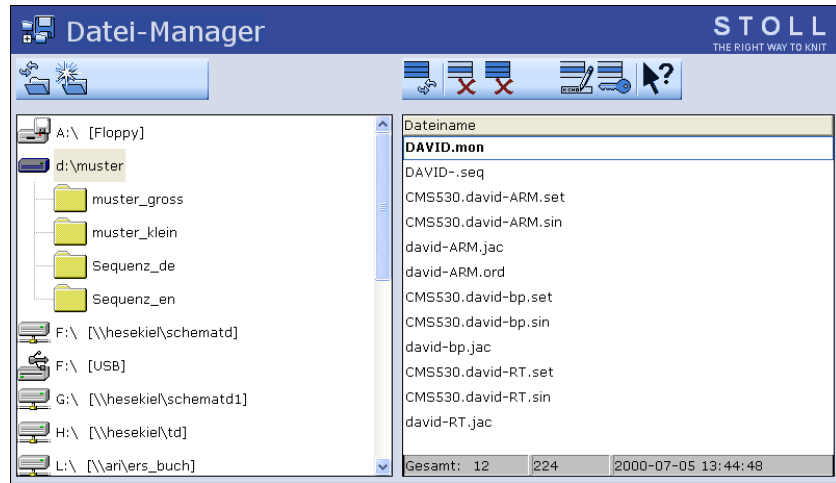 Datei-Manager
STOLL
THE RIGHT WAY TO KNIT
A:\ [Floppy]
d:\muster
muster_gross
muster_klein
Sequenz_de
Sequenz_en
F:\ [\\hesekiel\schematd]
F:\ [USB]
G:\ [\\hesekiel\schematd1]
H:\ [\\hesekiel\td]
L:\ [\\ari\ers_buch]
Dateiname
DAVID.mon
DAVID-.seq
CMS530.david-ARM.set
CMS530.david-ARM.sin
david-ARM.jac
david-ARM.ord
CMS530.david-bp.set
CMS530.david-bp.sin
david-bp.jac
CMS530.david-RT.set
CMS530.david-RT.sin
david-RT.jac
Gesamt: 12 224 2000-07-05 13:44:48